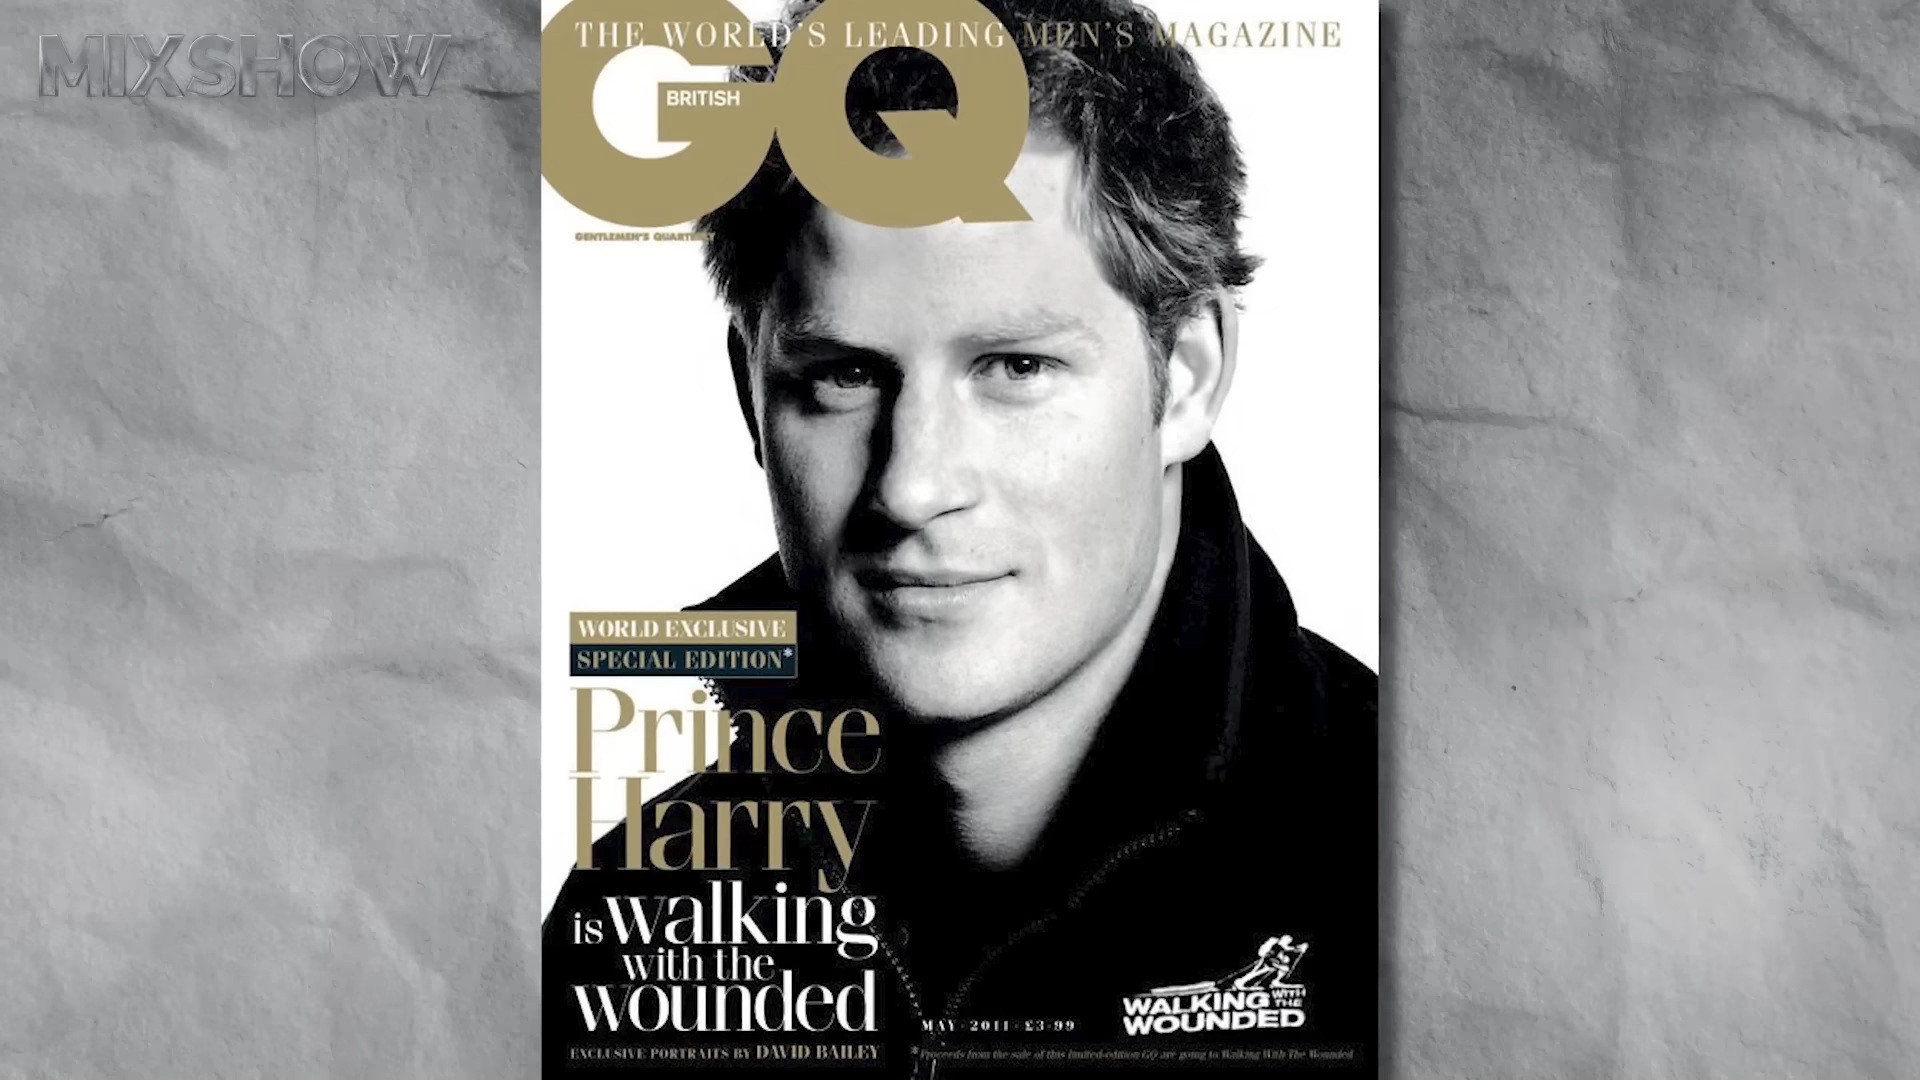 MIXSHOW
THE WORLD'S LEADING MEN'S MAGAZINE
GQ
BRITISH
GENTLEMEN'S QUARTERLY
WORLD EXCLUSIVE
SPECIAL EDITION*
Prince
Harry
is walking
with the
wounded
EXCLUSIVE PORTRAITS BY DAVID BAILEY
MAY · 2011 · £3·99
WALKING WITH THE
WOUNDED
*Proceeds from the sale of this limited-edition GQ are going to Walking With The Wounded